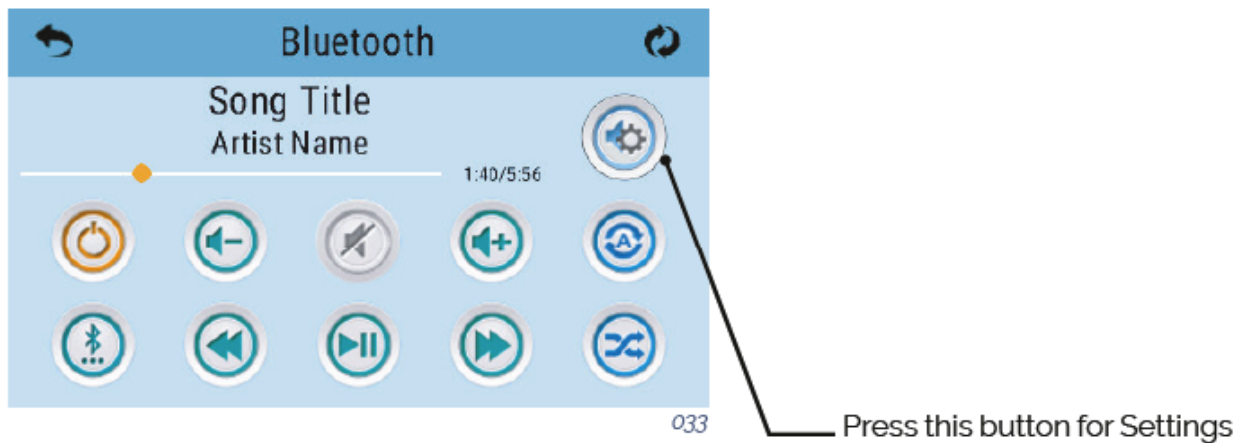 Bluetooth
Song Title
Artist Name
1:40/5:56
A
033
Press this button for Settings